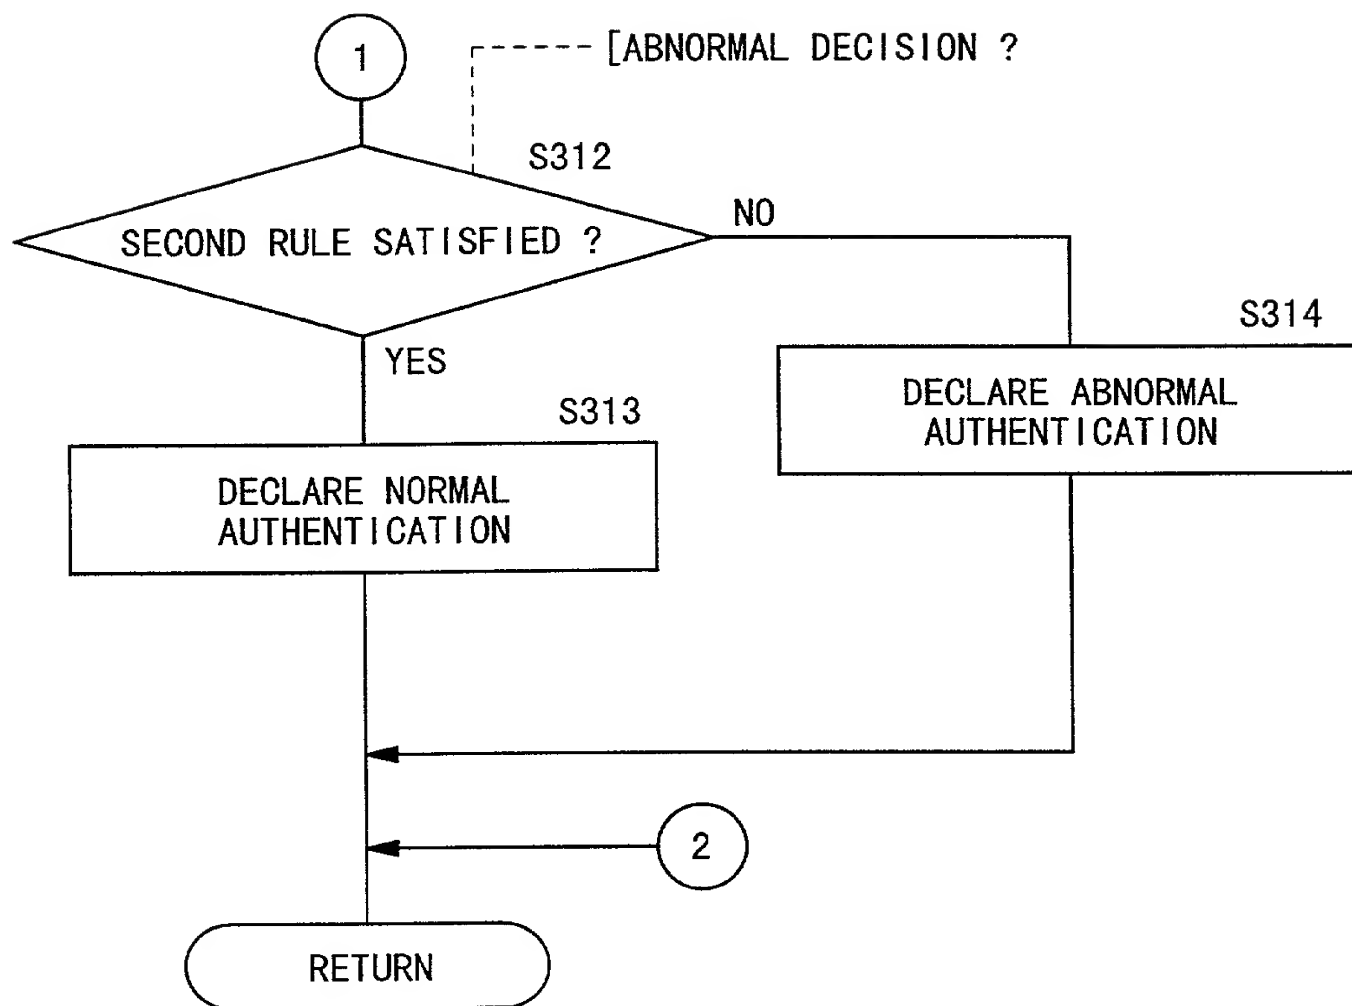 1
[ABNORMAL DECISION ?
S312
SECOND RULE SATISFIED ?
NO
YES
S314
DECLARE ABNORMAL
AUTHENTICATION
S313
DECLARE NORMAL
AUTHENTICATION
2
RETURN